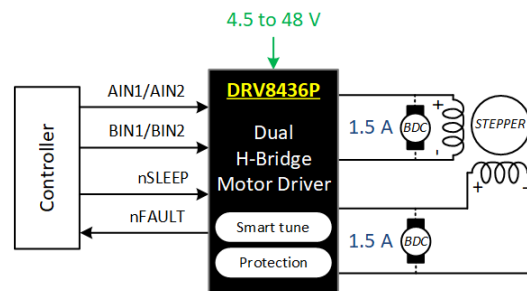 4.5 to 48 V
Controller
AIN1/AIN2
BIN1/BIN2
nSLEEP
nFAULT
DRV8436P
Dual
H-Bridge
Motor Driver
Smart tune
Protection
1.5 A
BDC
+
-
STEPPER
+
-
1.5 A
BDC